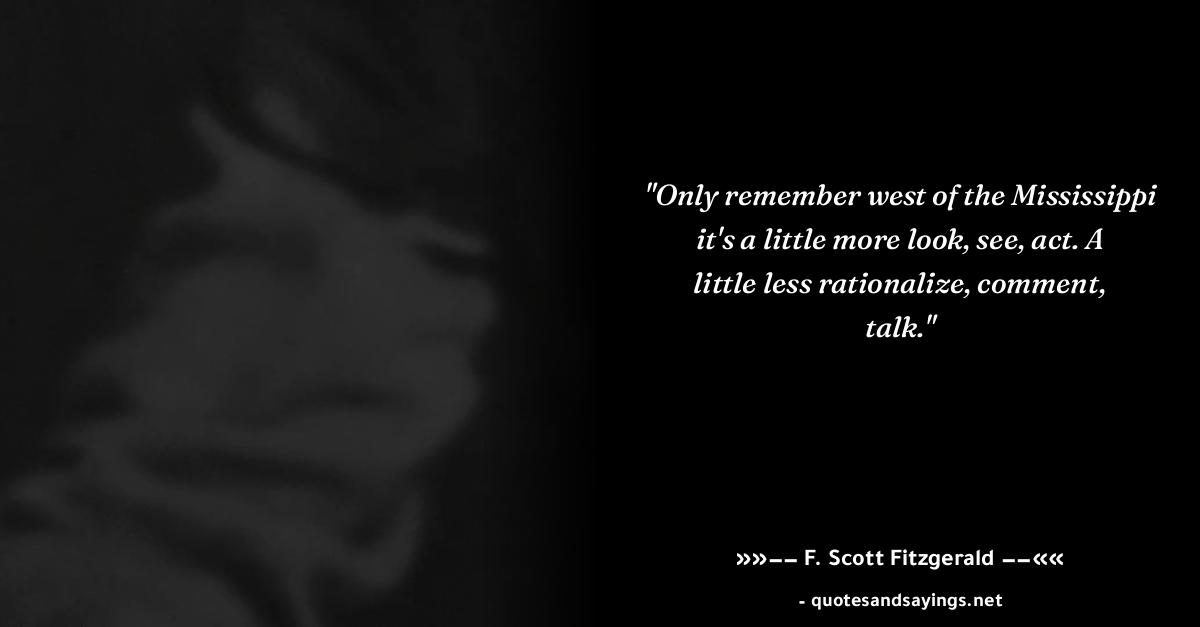 "Only remember west of the Mississippi
it's a little more look, see, act. A
little less rationalize, comment,
talk."
»»−− F. Scott Fitzgerald −−««
- quotesandsayings.net